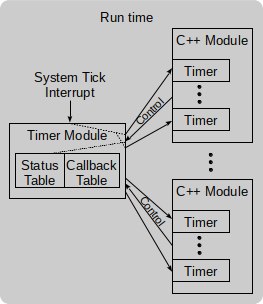 Run time
System Tick
Interrupt
Timer Module
Status
Table
Callback
Table
Control
C++ Module
Timer
Timer
Control
C++ Module
Timer
Timer